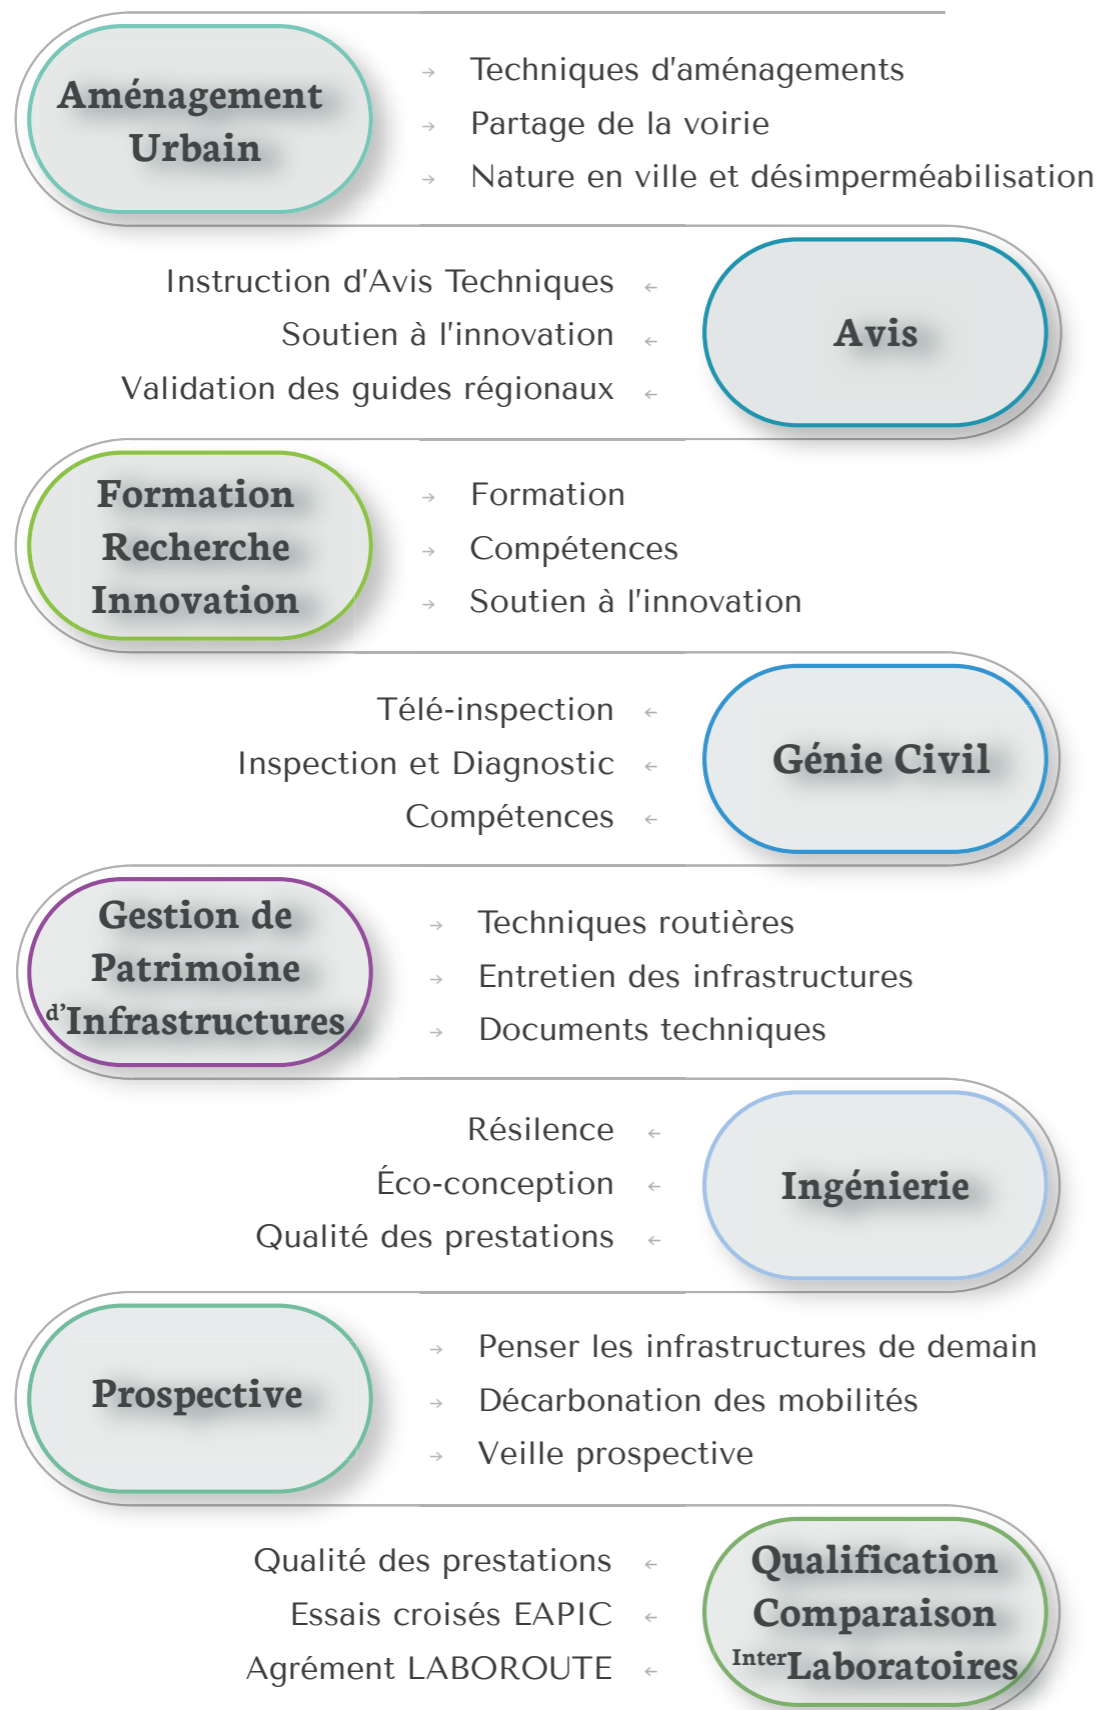 Aménagement
Urbain
→ Techniques d'aménagements
→ Partage de la voirie
→ Nature en ville et désimperméabilisation
Instruction d'Avis Techniques ←
Soutien à l'innovation ←
Validation des guides régionaux ←
Avis
Formation
Recherche
Innovation
→ Formation
→ Compétences
→ Soutien à l'innovation
Télé-inspection ←
Inspection et Diagnostic ←
Compétences ←
Génie Civil
Gestion de
Patrimoine
d'Infrastructures
→ Techniques routières
→ Entretien des infrastructures
→ Documents techniques
Résilence ←
Éco-conception ←
Qualité des prestations ←
Ingénierie
Prospective
→ Penser les infrastructures de demain
→ Décarbonation des mobilités
→ Veille prospective
Qualité des prestations ←
Essais croisés EAPIC ←
Agrément LABOROUTE ←
Qualification
Comparaison
InterLaboratoires